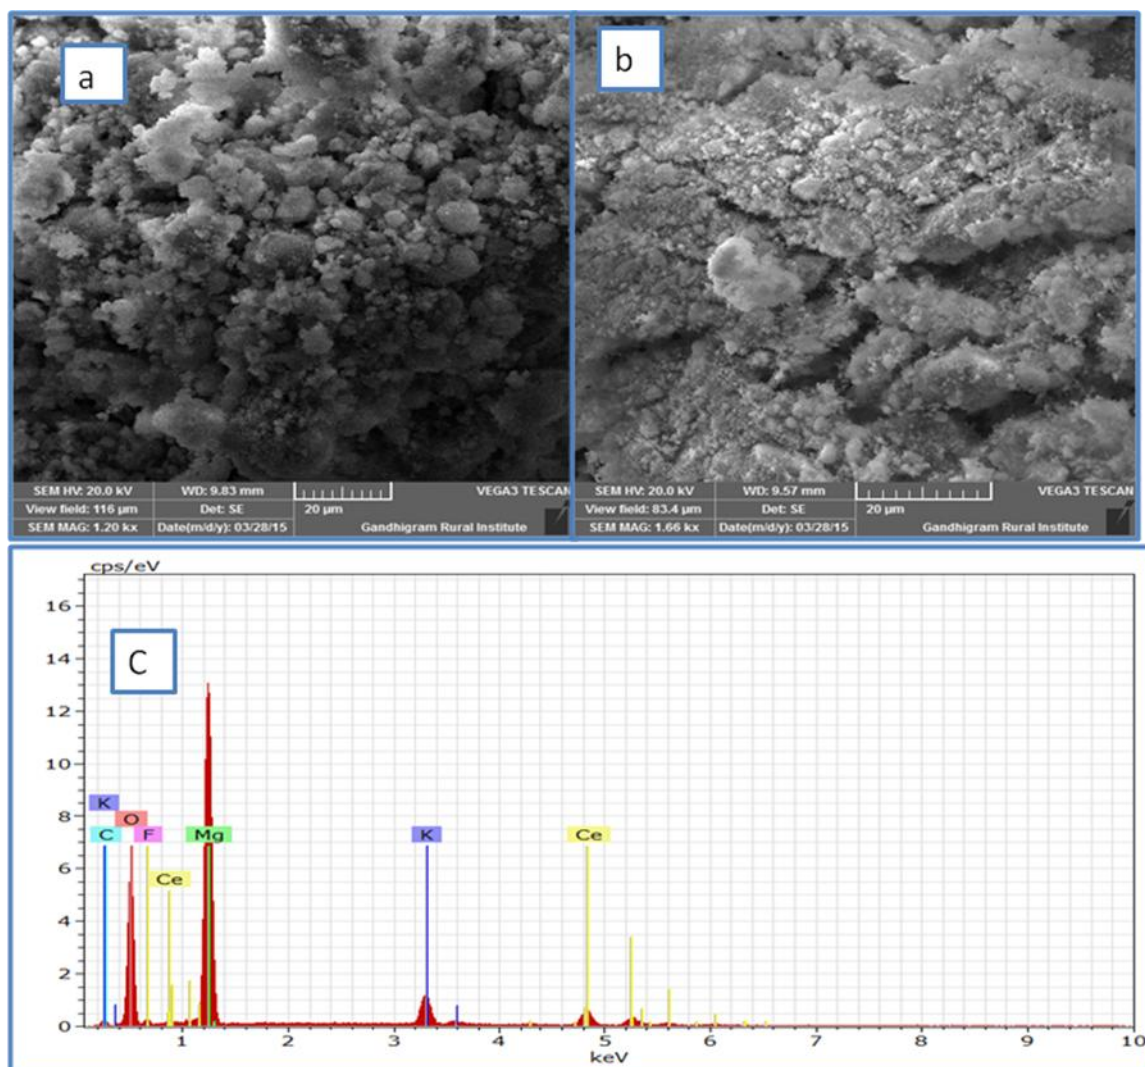 a
b
SEM HV: 20.0 kV WD: 9.83 mm VEGA3 TESCAN
View field: 116 µm Det: SE 20 µm
SEM MAG: 1.20 kx Date(m/d/y): 03/28/15 Gandhigram Rural Institute
SEM HV: 20.0 kV WD: 9.57 mm VEGA3 TESCAN
View field: 83.4 µm Det: SE 20 µm
SEM MAG: 1.66 kx Date(m/d/y): 03/28/15 Gandhigram Rural Institute
cps/eV
C
16
14
12
10
8
6
4
2
0
K
O
C
F
Ce
Mg
K
Ce
1 2 3 4 5 6 7 8 9 10
keV